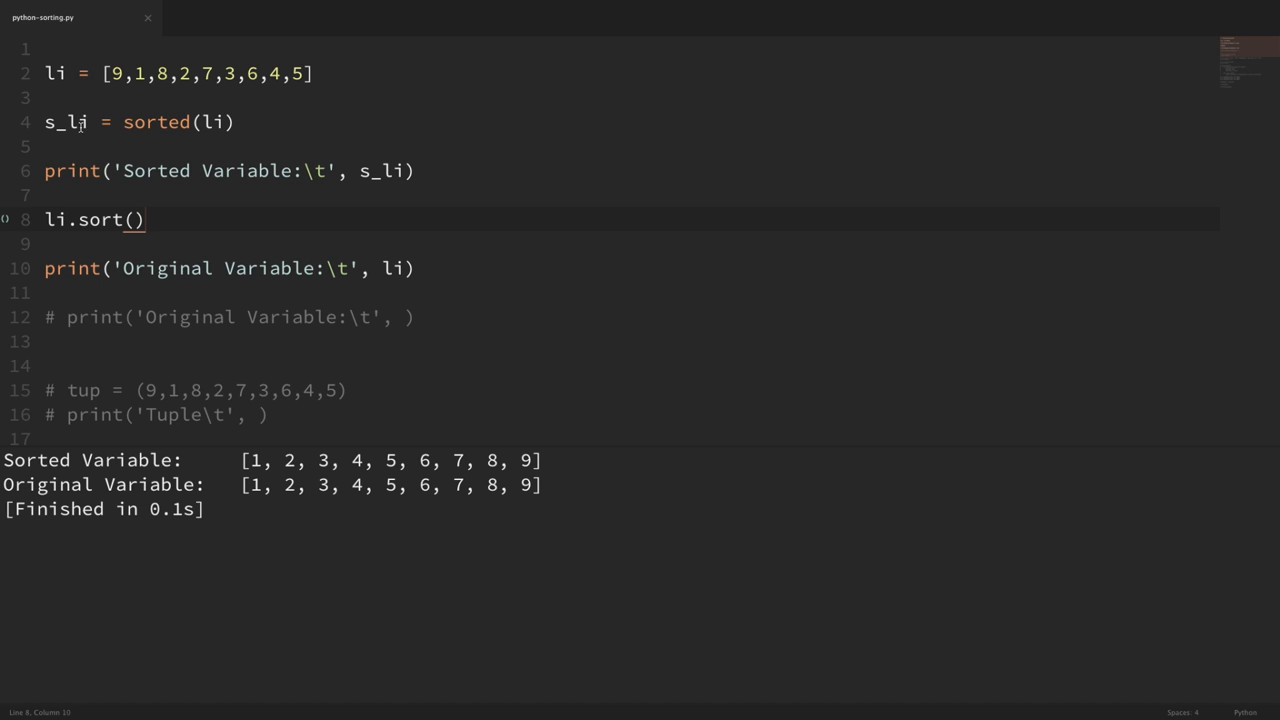 python-sorting.py ×
1
2 li = [9,1,8,2,7,3,6,4,5]
3
4 s_li = sorted(li)
5
6 print('Sorted Variable:\t', s_li)
7
() 8 li.sort()
9
10 print('Original Variable:\t', li)
11
12 # print('Original Variable:\t', )
13
14
15 # tup = (9,1,8,2,7,3,6,4,5)
16 # print('Tuple\t', )
17
Sorted Variable: [1, 2, 3, 4, 5, 6, 7, 8, 9]
Original Variable: [1, 2, 3, 4, 5, 6, 7, 8, 9]
[Finished in 0.1s]
Line 8, Column 10 Spaces: 4 Python